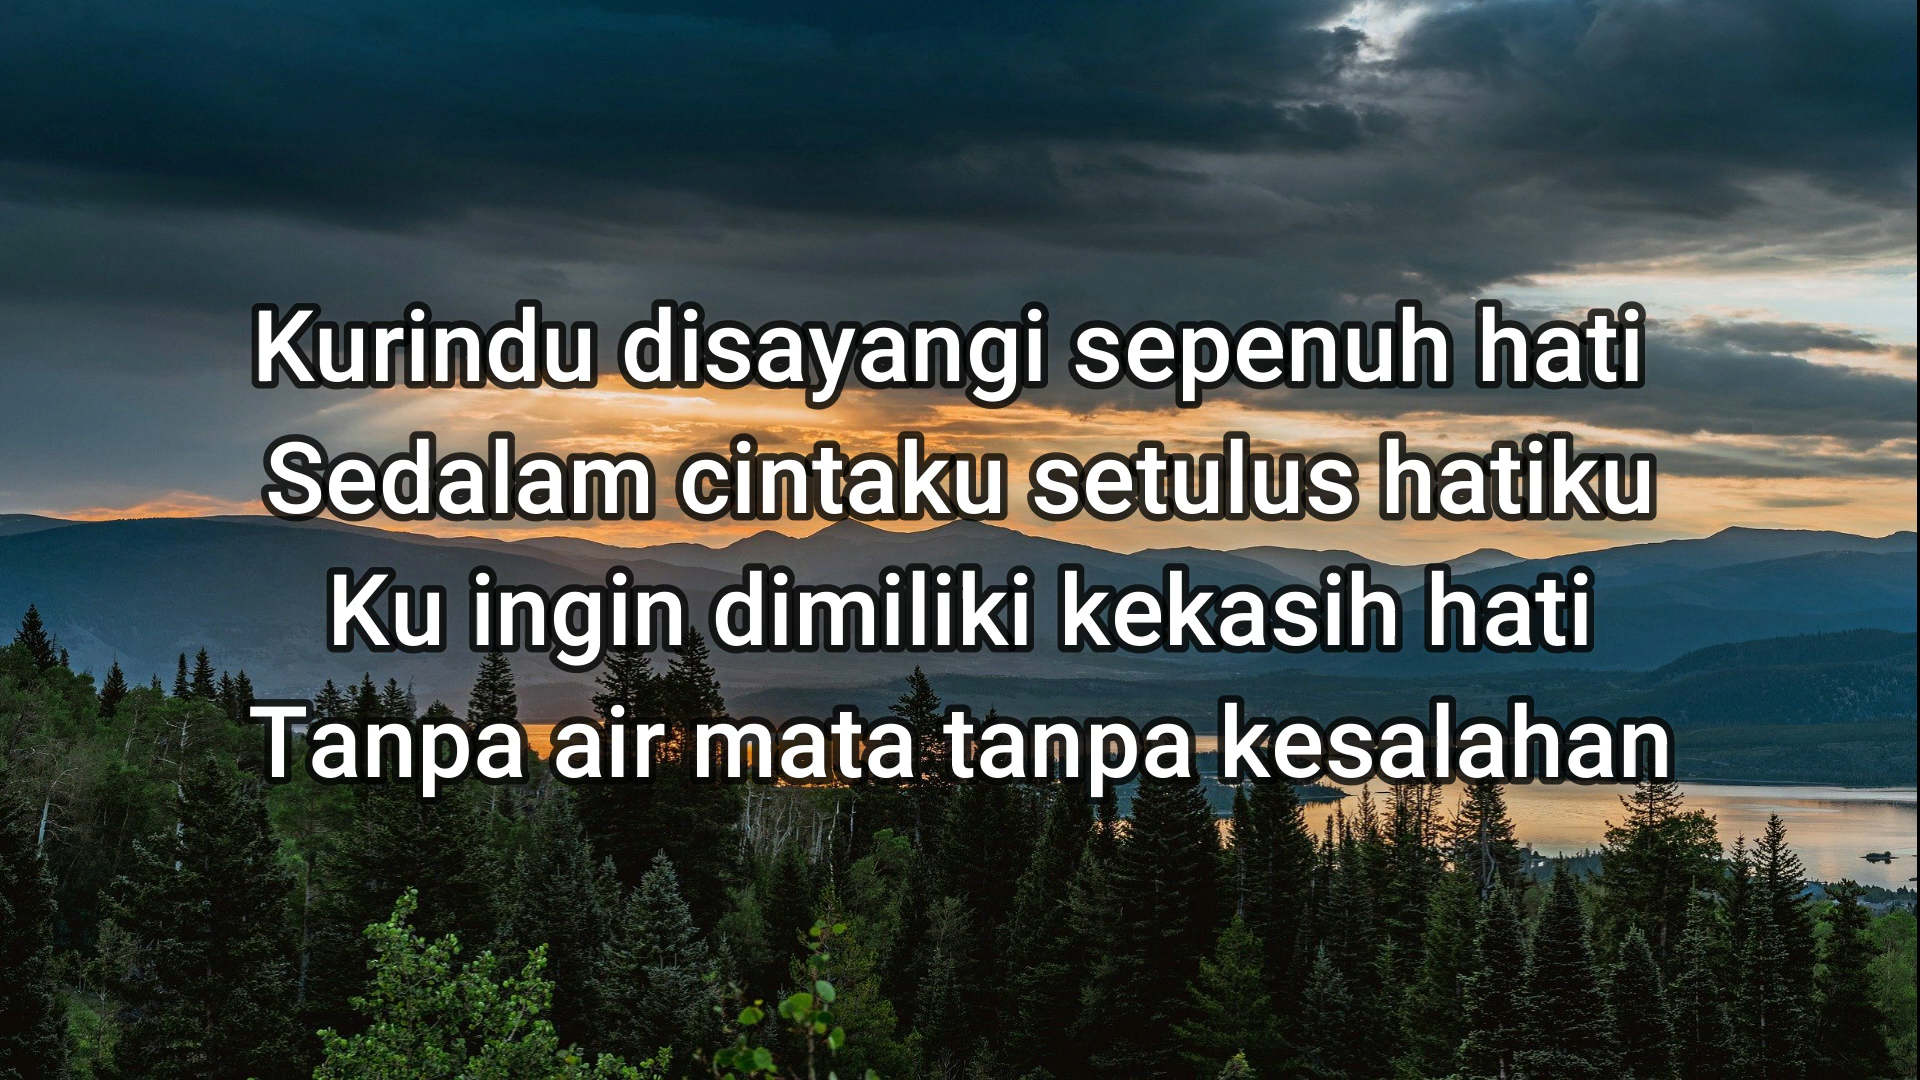 Kurindu disayangi sepenuh hati
Sedalam cintaku setulus hatiku
Ku ingin dimiliki kekasih hati
Tanpa air mata tanpa kesalahan